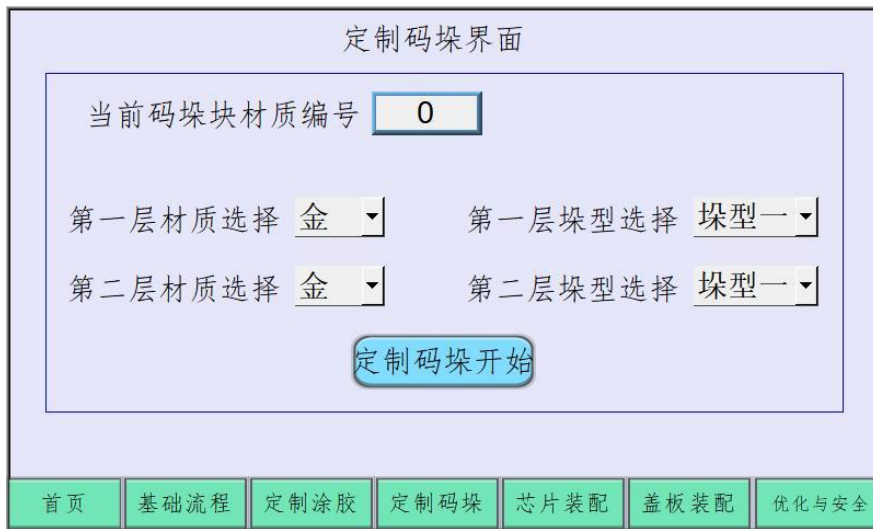 定制码垛界面
当前码垛块材质编号 0
第一层材质选择 金 第一层垛型选择 垛型一
第二层材质选择 金 第二层垛型选择 垛型一
定制码垛开始
首页 基础流程 定制涂胶 定制码垛 芯片装配 盖板装配 优化与安全